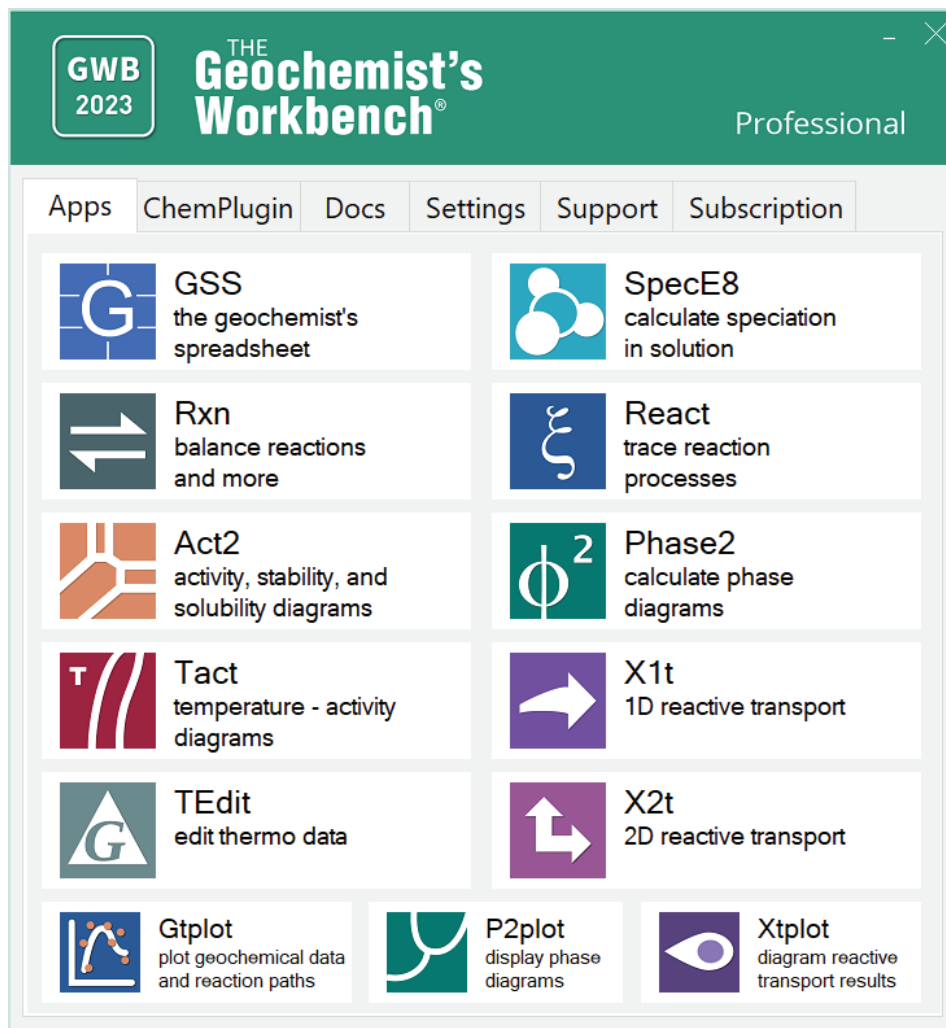 GWB
2023
THE
Geochemist's
Workbench®
Professional
Apps
ChemPlugin
Docs
Settings
Support
Subscription
G
GSS
the geochemist's
spreadsheet
SpecE8
calculate speciation
in solution
Rxn
balance reactions
and more
ξ
React
trace reaction
processes
Act2
activity, stability, and
solubility diagrams
ϕ2
Phase2
calculate phase
diagrams
T
Tact
temperature - activity
diagrams
X1t
1D reactive transport
G
TEdit
edit thermo data
X2t
2D reactive transport
Gtplot
plot geochemical data
and reaction paths
P2plot
display phase
diagrams
Xtplot
diagram reactive
transport results